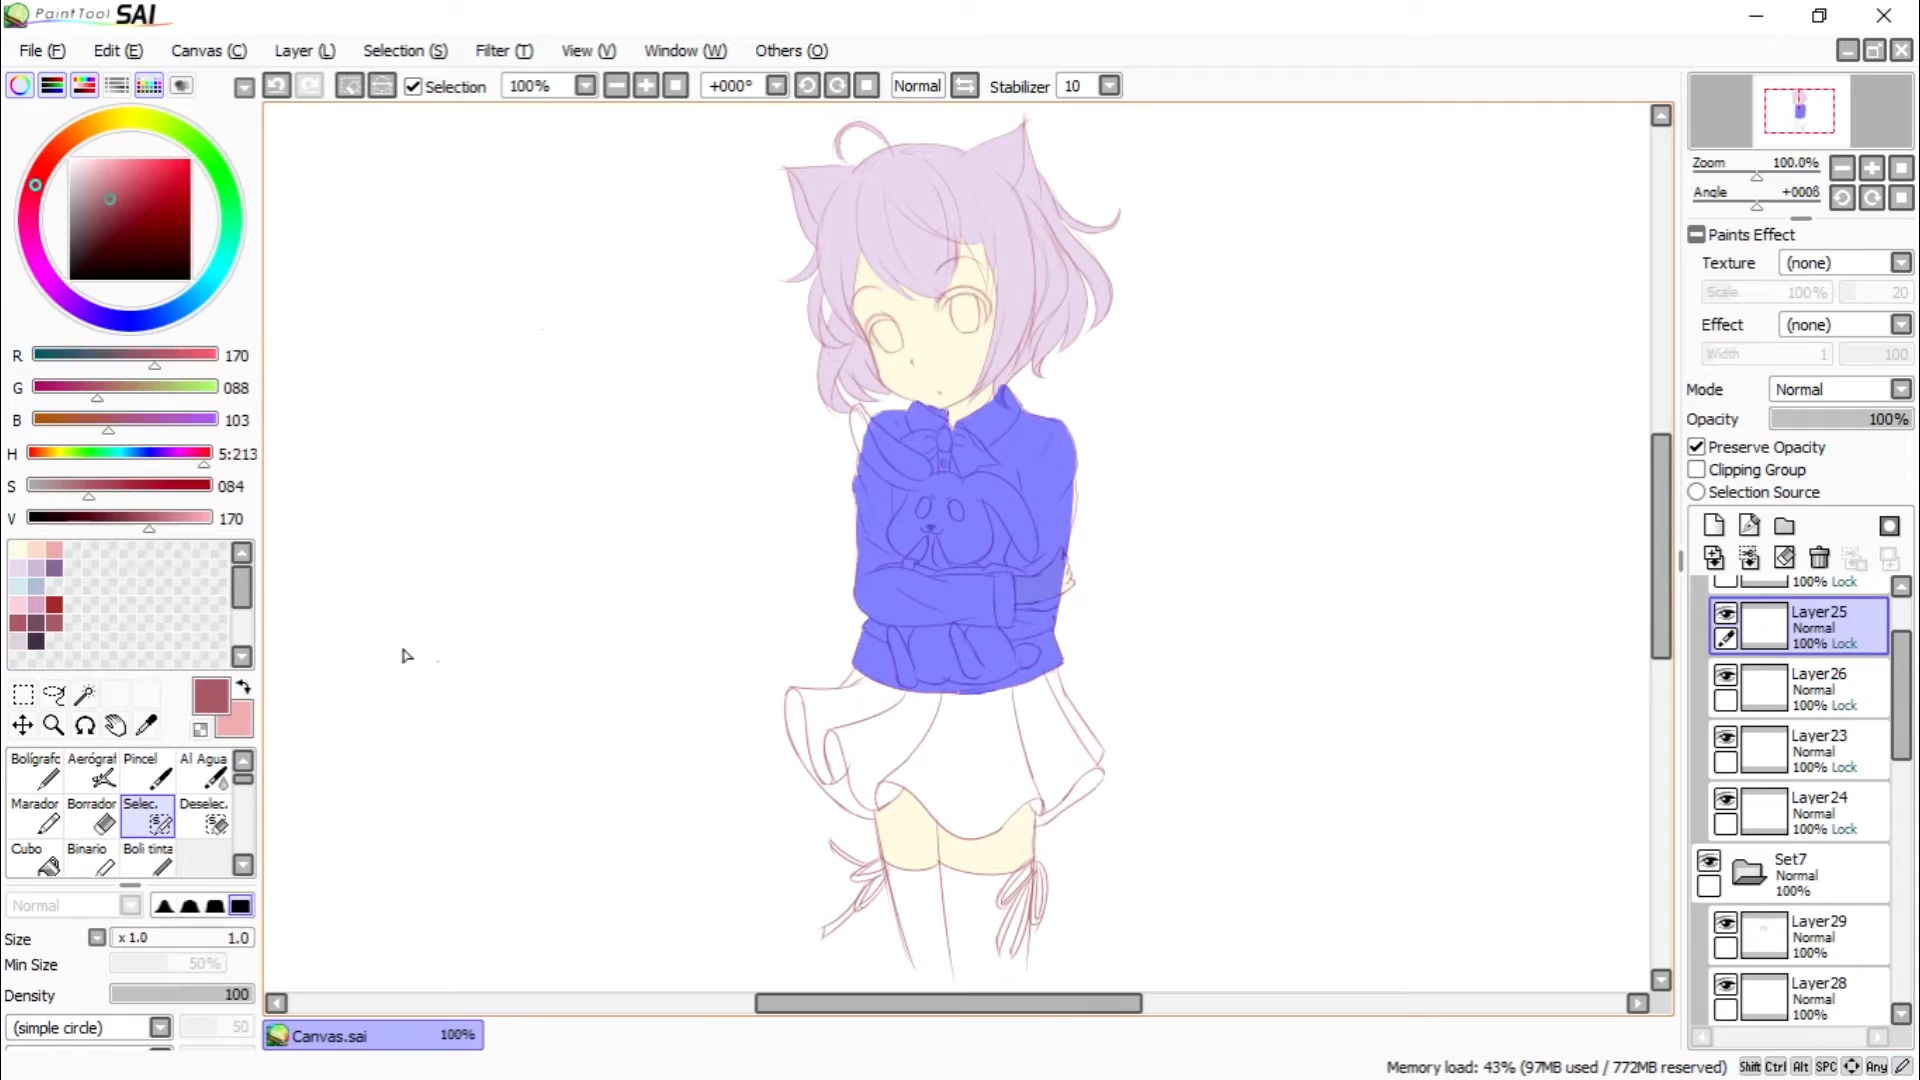 PaintTool SAI
File (F) Edit (E) Canvas (C) Layer (L) Selection (S) Filter (T) View (V) Window (W) Others (O)
Selection 100% +000° Normal Stabilizer 10
Zoom 100.0%
Angle +000ß
Paints Effect
Texture (none)
Scale 100% 20
Effect (none)
Width 1 100
Mode Normal
Opacity 100%
Preserve Opacity
Clipping Group
Selection Source
R 170
G 088
B 103
H 5:213
S 084
V 170
100% Lock
Layer25
Normal
100% Lock
Layer26
Normal
100% Lock
Layer23
Normal
100% Lock
Layer24
Normal
100% Lock
Set7
Normal
100%
Layer29
Normal
100%
Layer28
Normal
100%
Bolígrafo Aerógraf Pincel Al Agua
Marador Borrador Selec. Deselec.
Cubo Binario Boli tinta
Normal
Size x 1.0 1.0
Min Size 50%
Density 100
(simple circle) 50
Canvas.sai 100%
Memory load: 43% (97MB used / 772MB reserved) Shift Ctrl Alt SPC Any